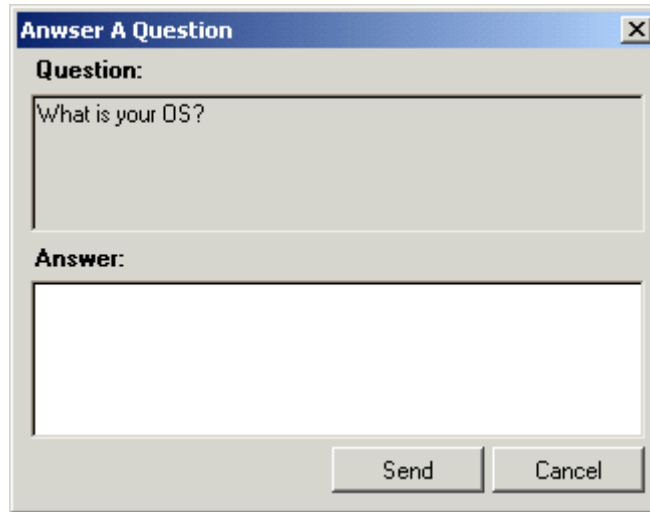 Anwser A Question
Question:
What is your OS?
Answer:
Send Cancel